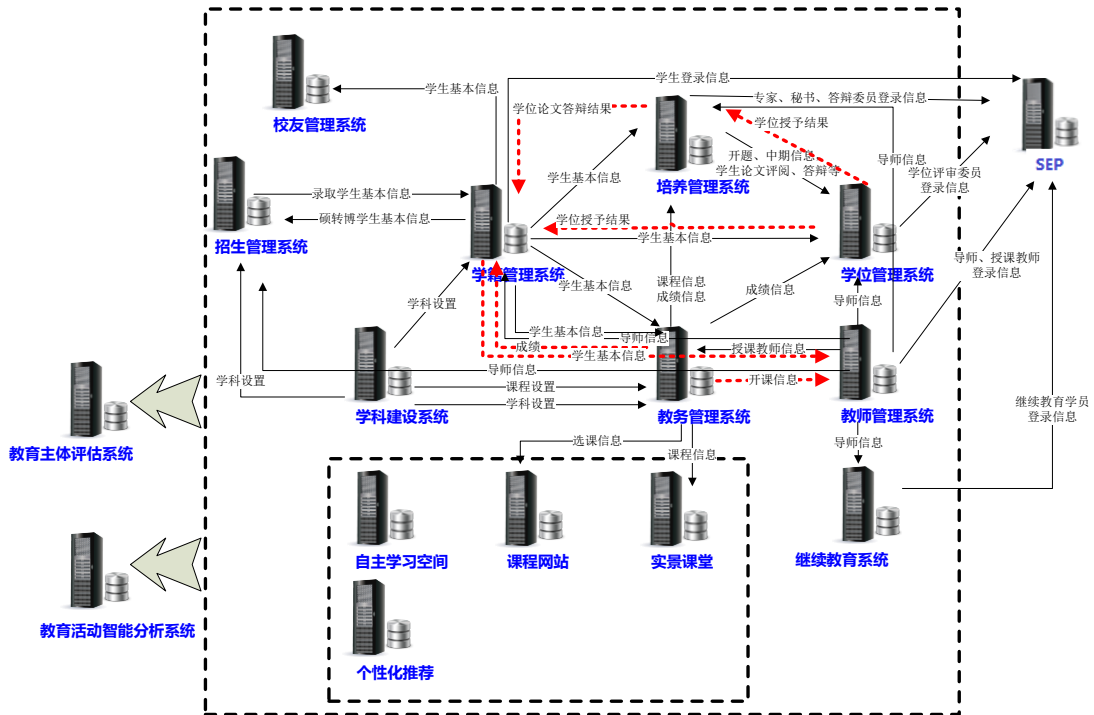 学生登录信息
学生基本信息
学位论文答辩结果
专家、秘书、答辩委员登录信息
校友管理系统
学位授予结果
开题、中期信息
学生论文评阅、答辩等
导师信息
SEP
学位评审委员
登录信息
学生基本信息
培养管理系统
录取学生基本信息
硕转博学生基本信息
学位授予结果
学生基本信息
招生管理系统
学籍管理系统
学位管理系统
导师、授课教师
登录信息
学生基本信息
课程信息
成绩信息
成绩信息
学科设置
导师信息
学生基本信息
导师信息
成绩
学生基本信息
授课教师信息
导师信息
学科设置
课程设置
开课信息
学科设置
学科建设系统
教务管理系统
教师管理系统
继续教育学员
登录信息
教育主体评估系统
选课信息
课程信息
导师信息
自主学习空间
课程网站
实景课堂
继续教育系统
教育活动智能分析系统
个性化推荐